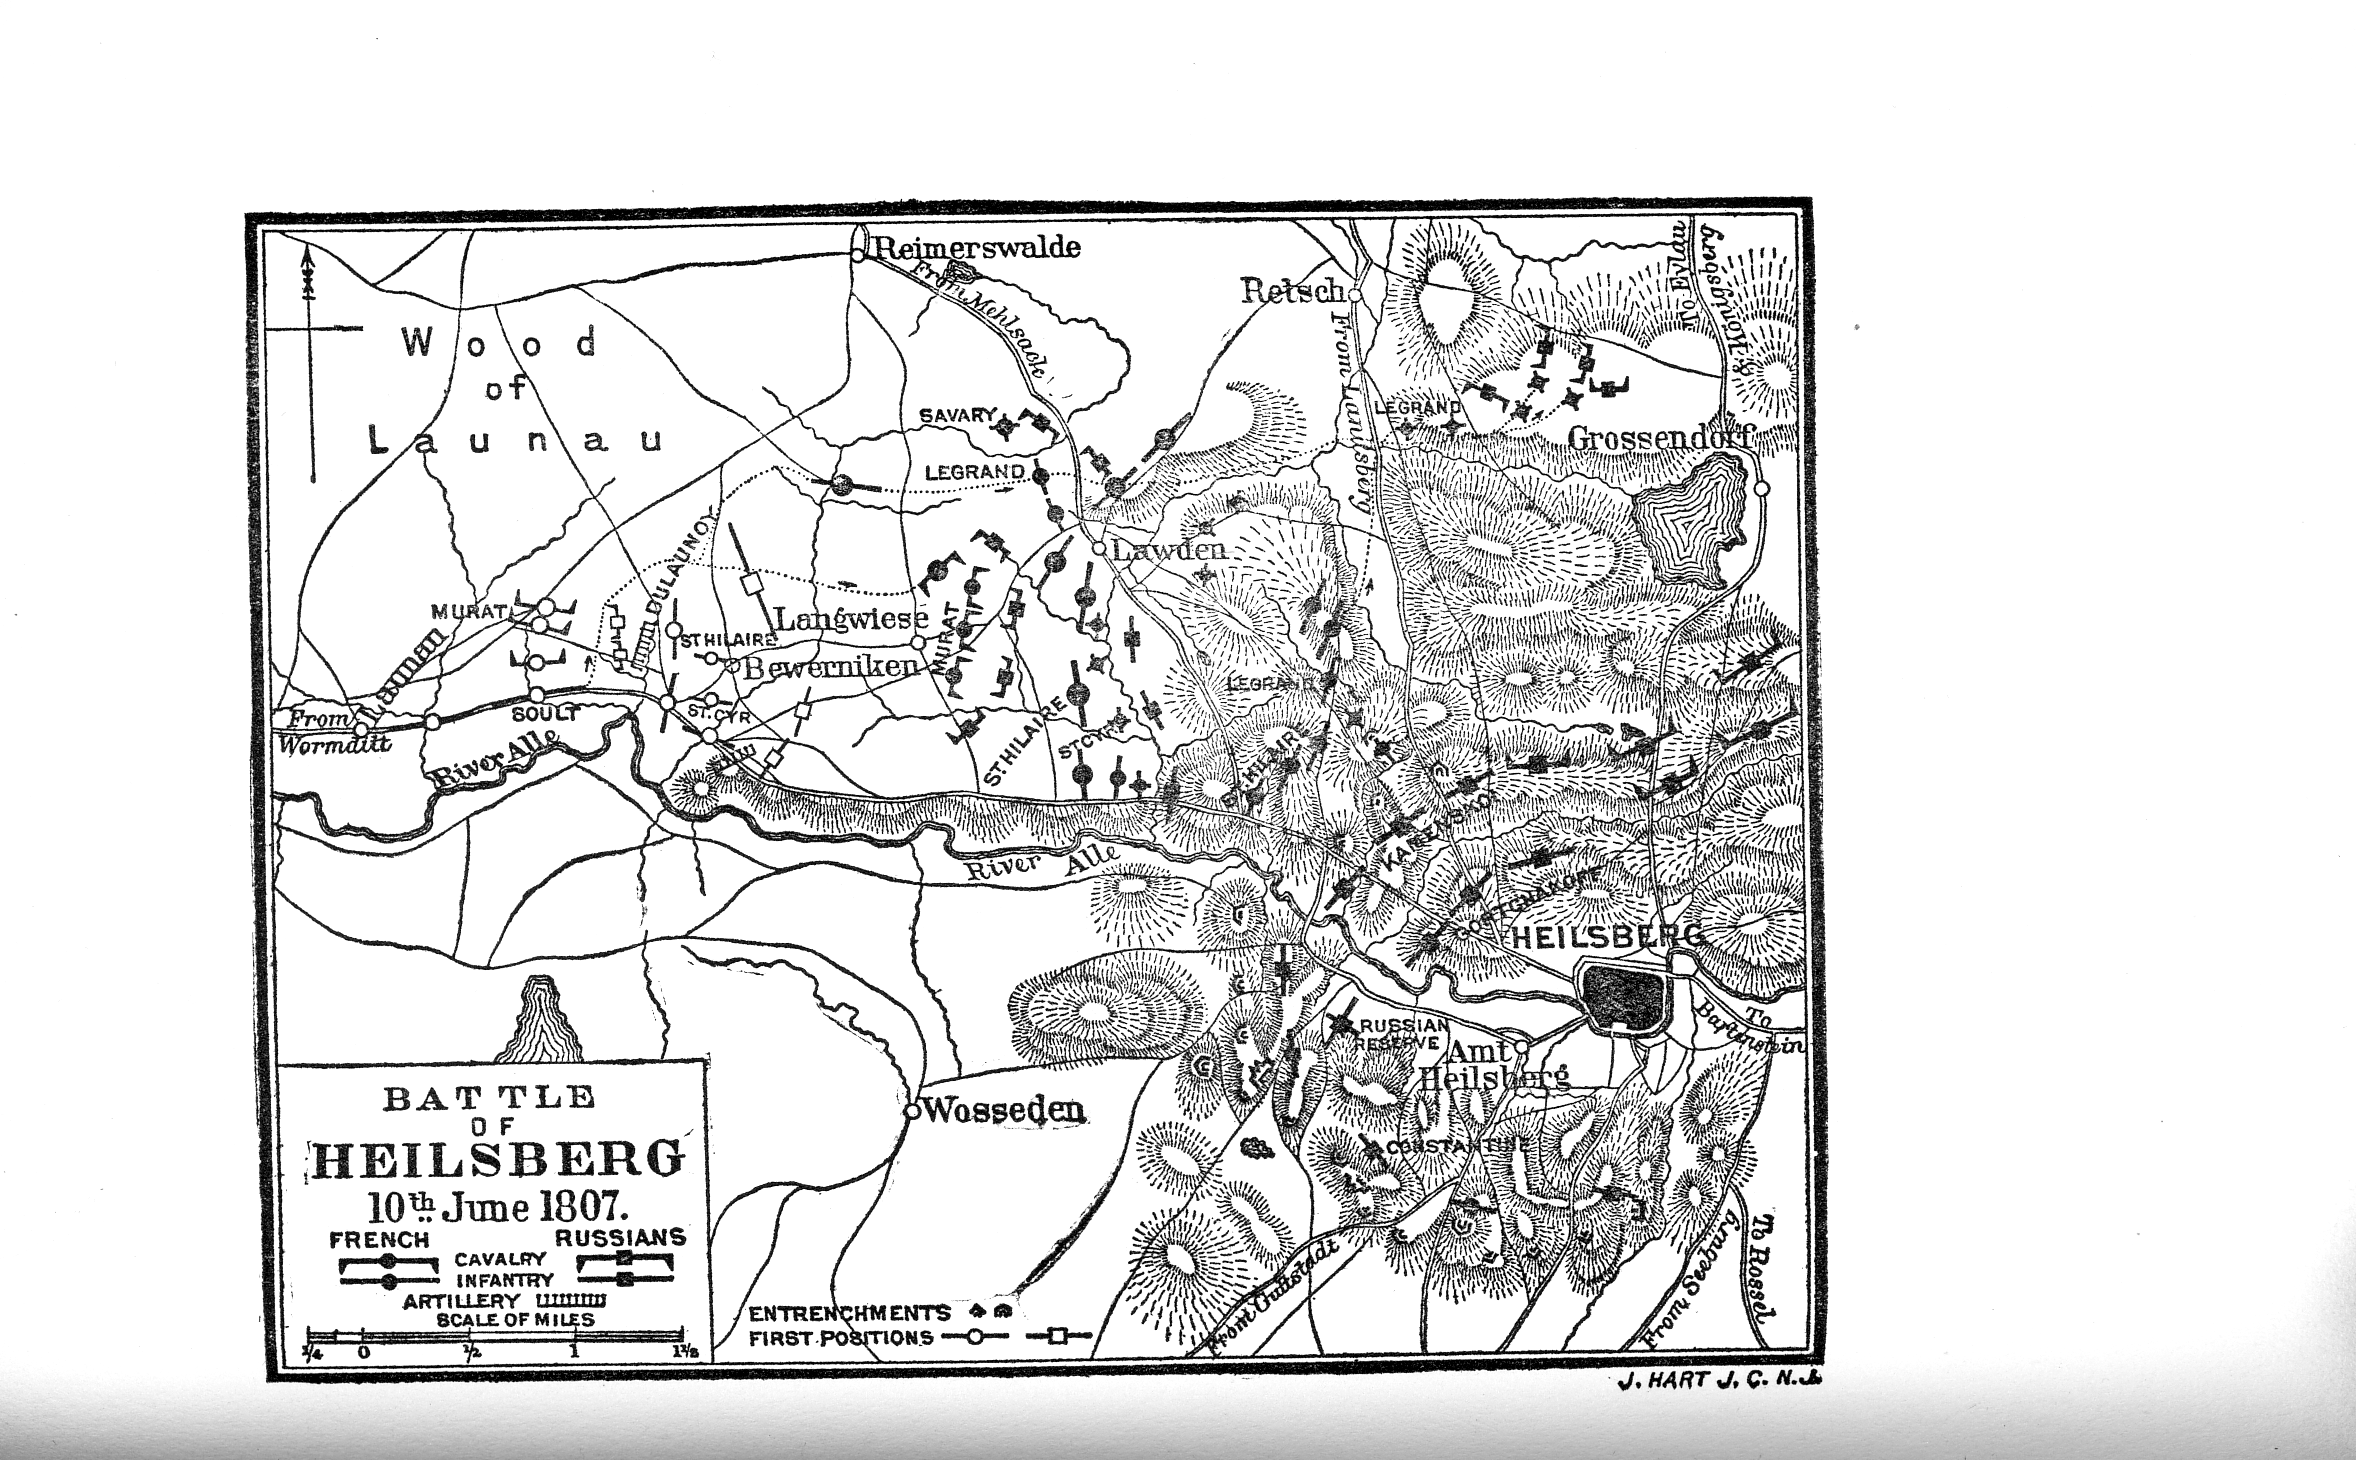 Reimerswalde
From Mehlsack
Retsch
From Landsberg
To Eylau
& Königsberg
Wood
of
Launau
SAVARY
LEGRAND
LEGRAND
Grossendorf
DULAUNOY
Lawden
MURAT
Launau
ST HILAIRE
Langwiese
Bewerniken
MURAT
LEGRAND
From
Wormditt
SOULT
ST. CYR
River Alle
ST HILAIRE
ST CYR
ST HILAIRE
KAMENSKOI
River Alle
GORTCHAKOFF
HEILSBERG
RUSSIAN
RESERVE
Amt
Heilsberg
To
Bartenstein
Wosseden
CONSTANTINE
From Guttstadt
From Seeburg
To Rossel
BATTLE
OF
HEILSBERG
10th June 1807.
FRENCH RUSSIANS
CAVALRY
INFANTRY
ARTILLERY
SCALE OF MILES
1/4 0 1/2 1 1 1/2
ENTRENCHMENTS
FIRST POSITIONS
J. HART J. C. N.